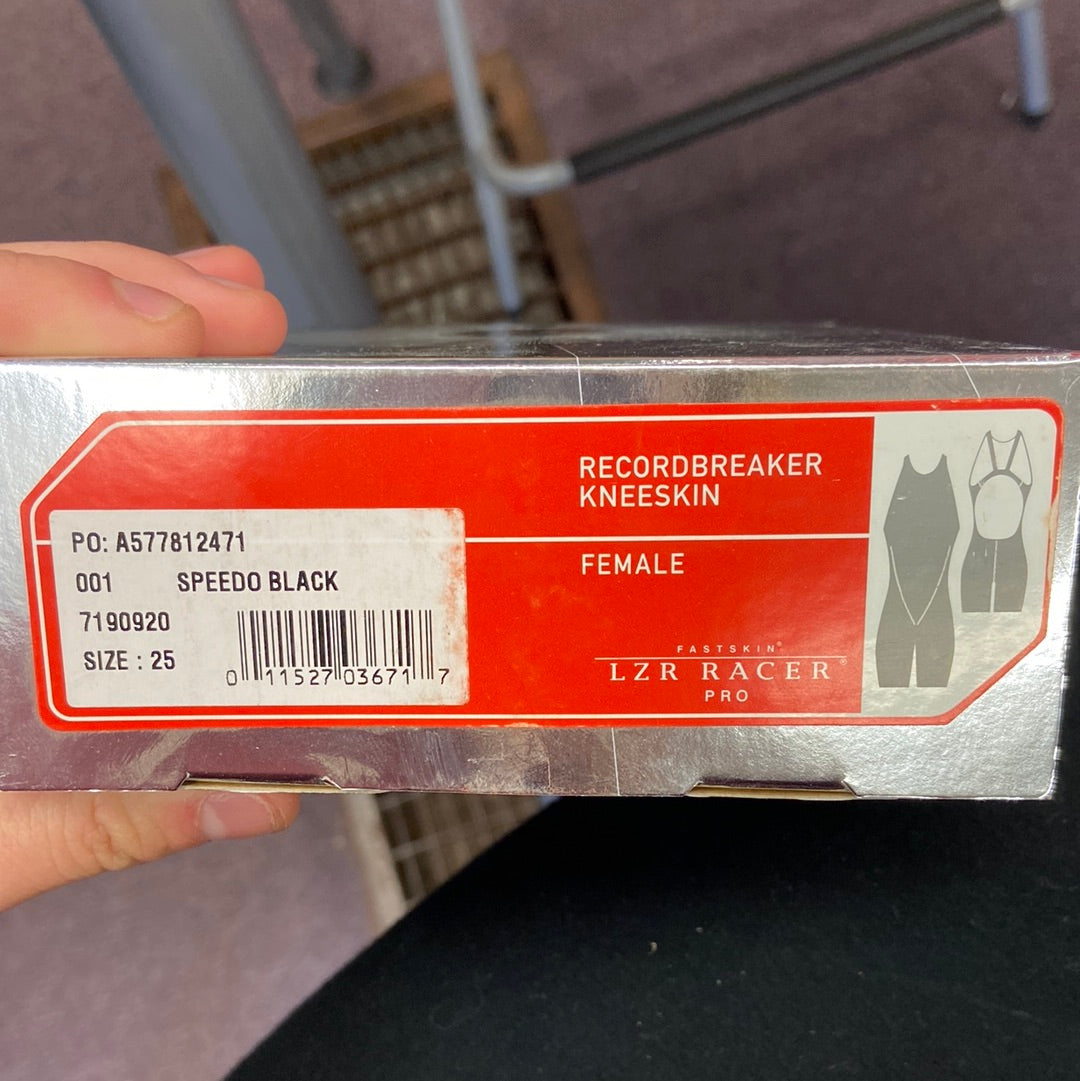 RECORDBREAKER
KNEESKIN
FEMALE
FASTSKIN®
LZR RACER®
PRO
PO: A577812471
001 SPEEDO BLACK
7190920
SIZE : 25
0 11527 03671 7